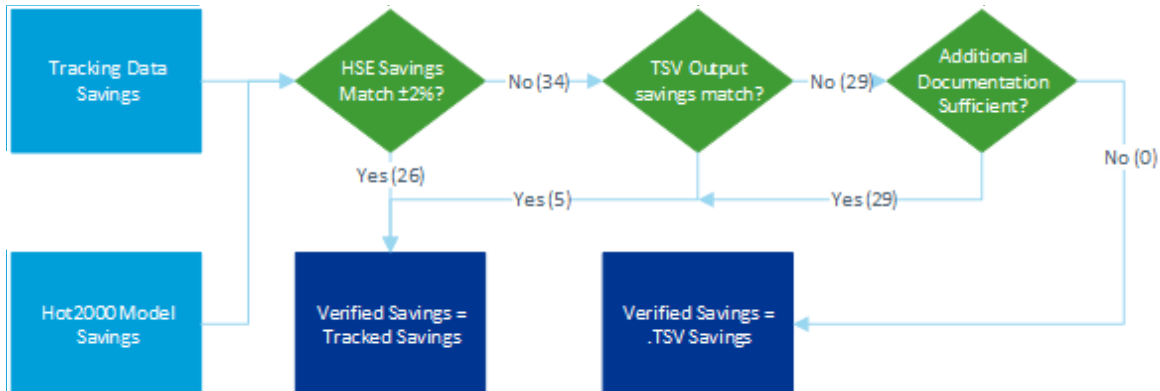 Tracking Data
Savings
HSE Savings
Match ±2%?
No (34)
TSV Output
savings match?
No (29)
Additional
Documentation
Sufficient?
No (0)
Yes (26)
Yes (5)
Yes (29)
Hot2000 Model
Savings
Verified Savings =
Tracked Savings
Verified Savings =
.TSV Savings